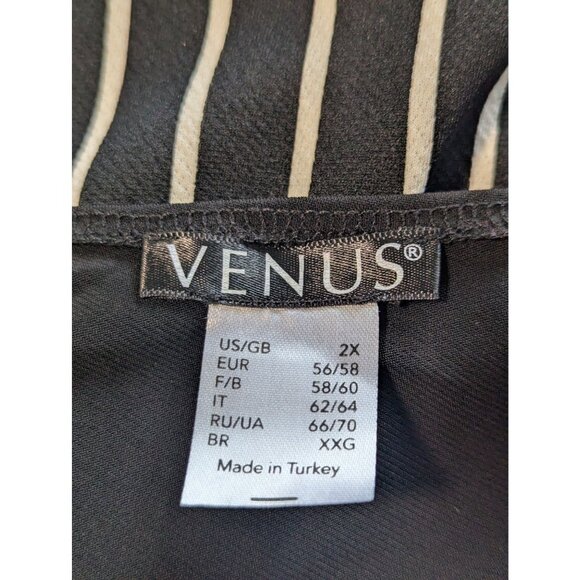 VENUS®
US/GB 2X
EUR 56/58
F/B 58/60
IT 62/64
RU/UA 66/70
BR XXG
Made in Turkey